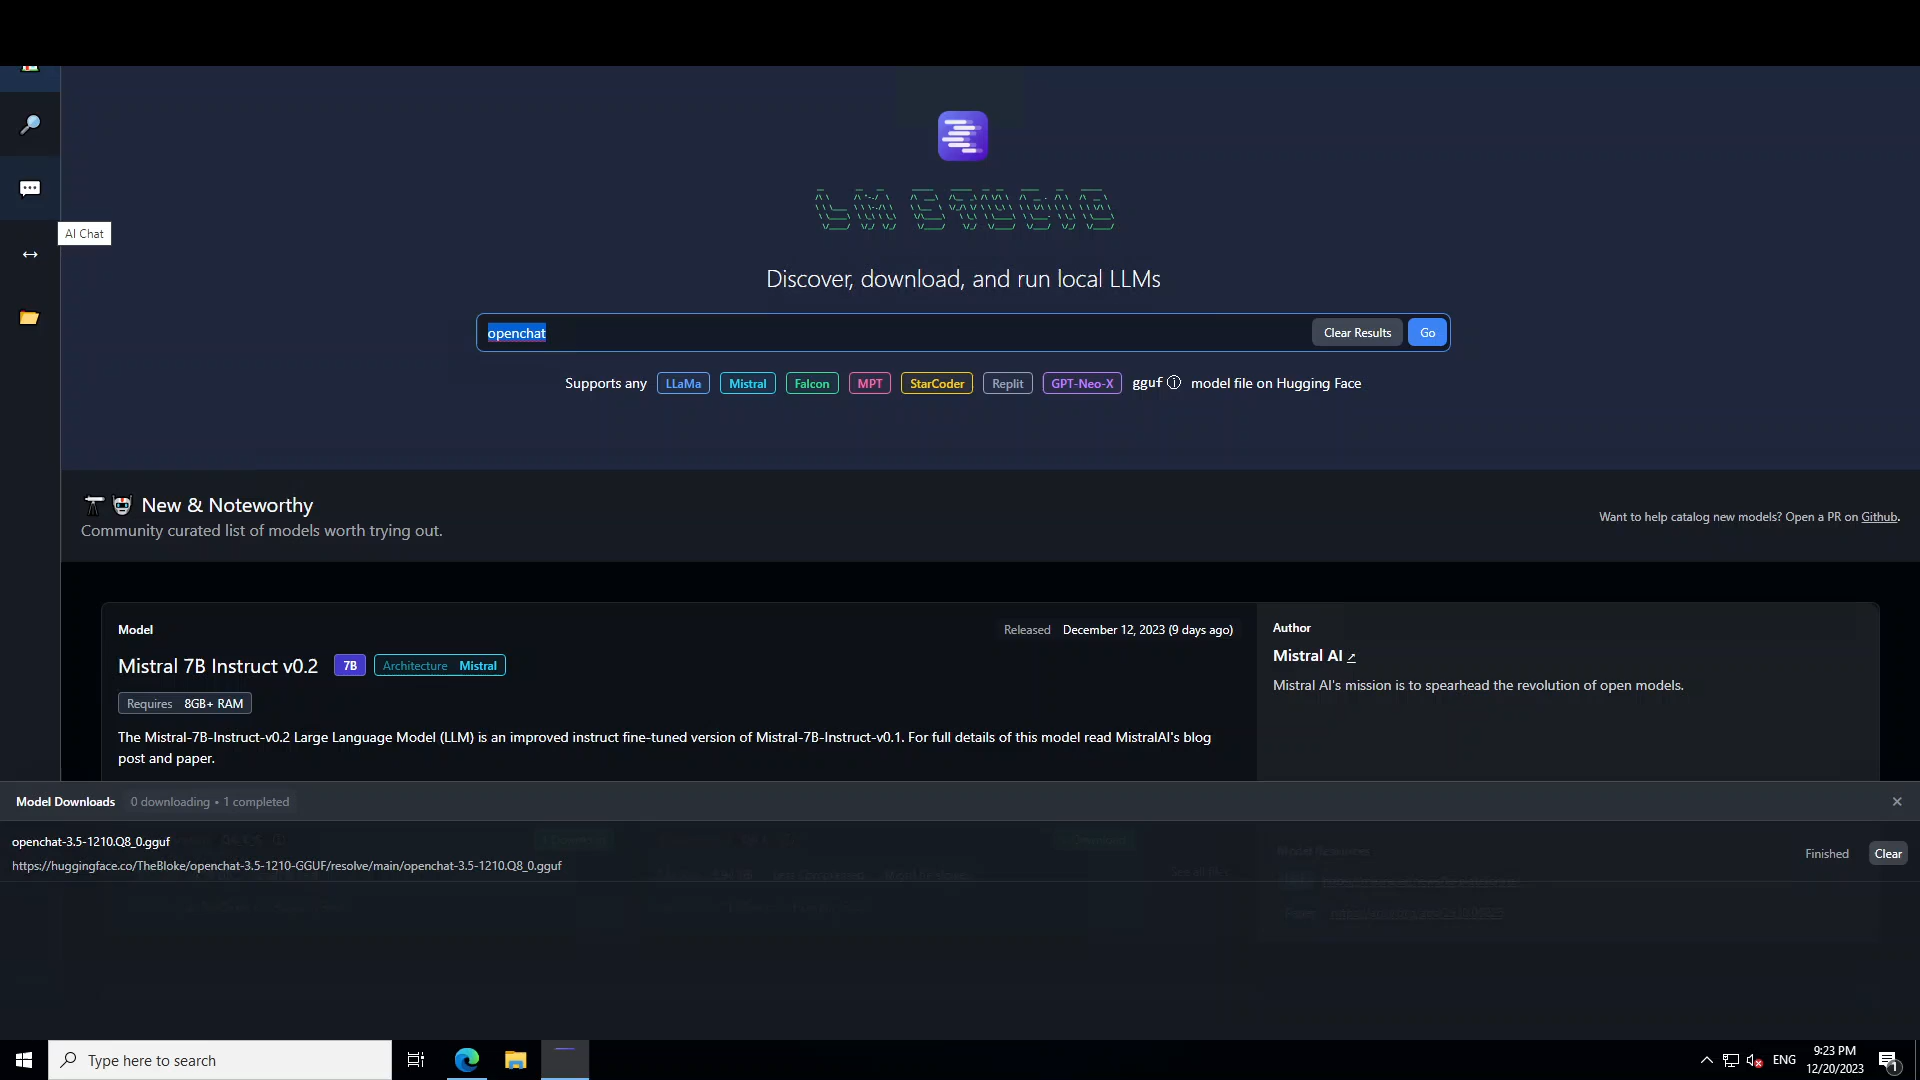 AI Chat
LM STUDIO
Discover, download, and run local LLMs
openchat
Clear Results
Go
Supports any LLaMa Mistral Falcon MPT StarCoder Replit GPT-Neo-X gguf ⓘ model file on Hugging Face
New & Noteworthy
Community curated list of models worth trying out.
Want to help catalog new models? Open a PR on Github.
Model
Released December 12, 2023 (9 days ago)
Mistral 7B Instruct v0.2 7B Architecture Mistral
Requires 8GB+ RAM
The Mistral-7B-Instruct-v0.2 Large Language Model (LLM) is an improved instruct fine-tuned version of Mistral-7B-Instruct-v0.1. For full details of this model read MistralAI's blog
post and paper.
Author
Mistral AI
Mistral AI's mission is to spearhead the revolution of open models.
Model Downloads 0 downloading • 1 completed
openchat-3.5-1210.Q8_0.gguf
https://huggingface.co/TheBloke/openchat-3.5-1210-GGUF/resolve/main/openchat-3.5-1210.Q8_0.gguf
Finished
Clear
Type here to search
ENG
9:23 PM
12/20/2023
1